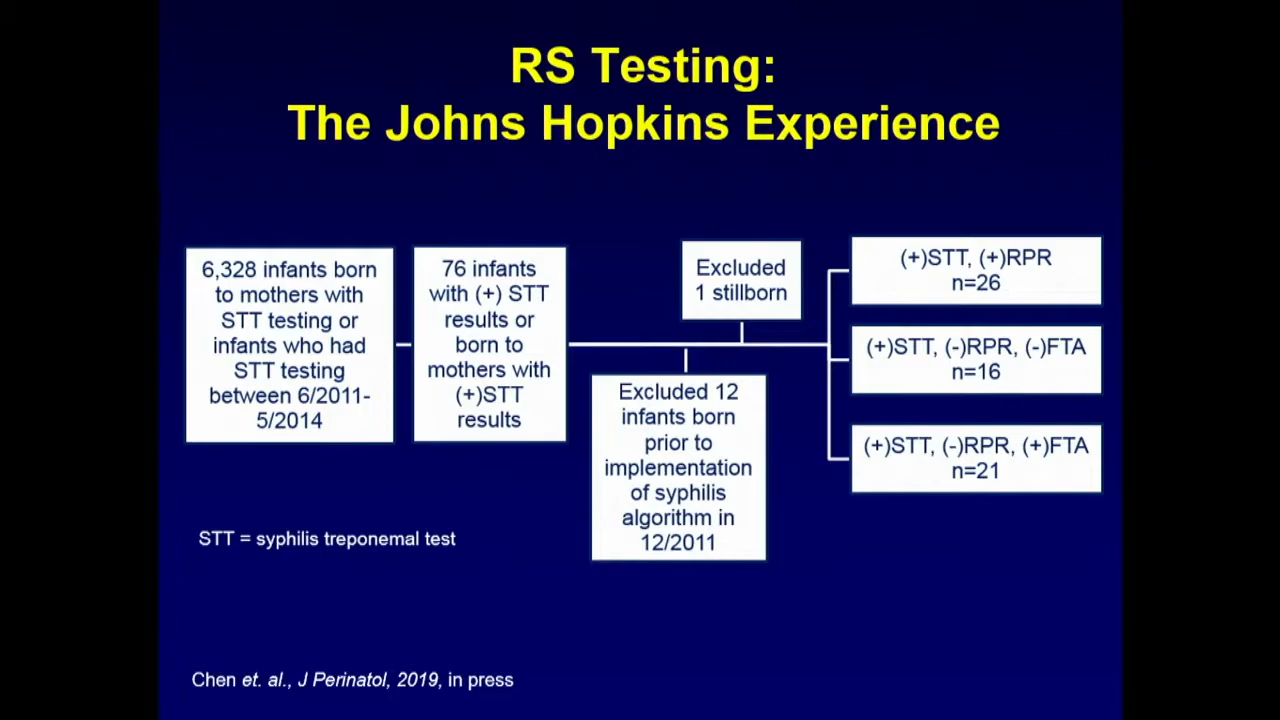 RS Testing:
The Johns Hopkins Experience
6,328 infants born
to mothers with
STT testing or
infants who had
STT testing
between 6/2011-
5/2014
76 infants
with (+) STT
results or
born to
mothers with
(+)STT
results
Excluded
1 stillborn
Excluded 12
infants born
prior to
implementation
of syphilis
algorithm in
12/2011
(+)STT, (+)RPR
n=26
(+)STT, (-)RPR, (-)FTA
n=16
(+)STT, (-)RPR, (+)FTA
n=21
STT = syphilis treponemal test
Chen et. al., J Perinatol, 2019, in press